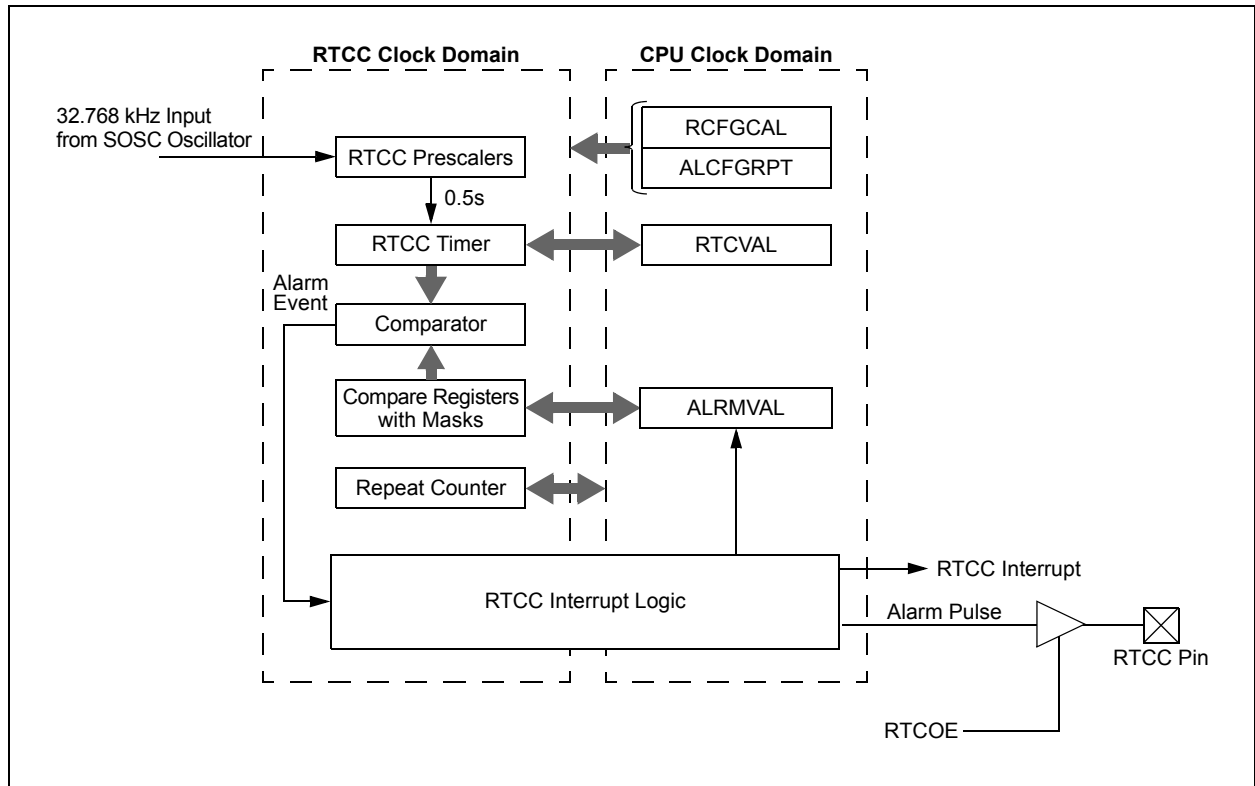 RTCC Clock Domain
CPU Clock Domain
32.768 kHz Input
from SOSC Oscillator
RTCC Prescalers
RCFGCAL
ALCFGRPT
0.5s
RTCC Timer
RTCVAL
Alarm
Event
Comparator
Compare Registers
with Masks
ALRMVAL
Repeat Counter
RTCC Interrupt Logic
RTCC Interrupt
Alarm Pulse
RTCC Pin
RTCOE